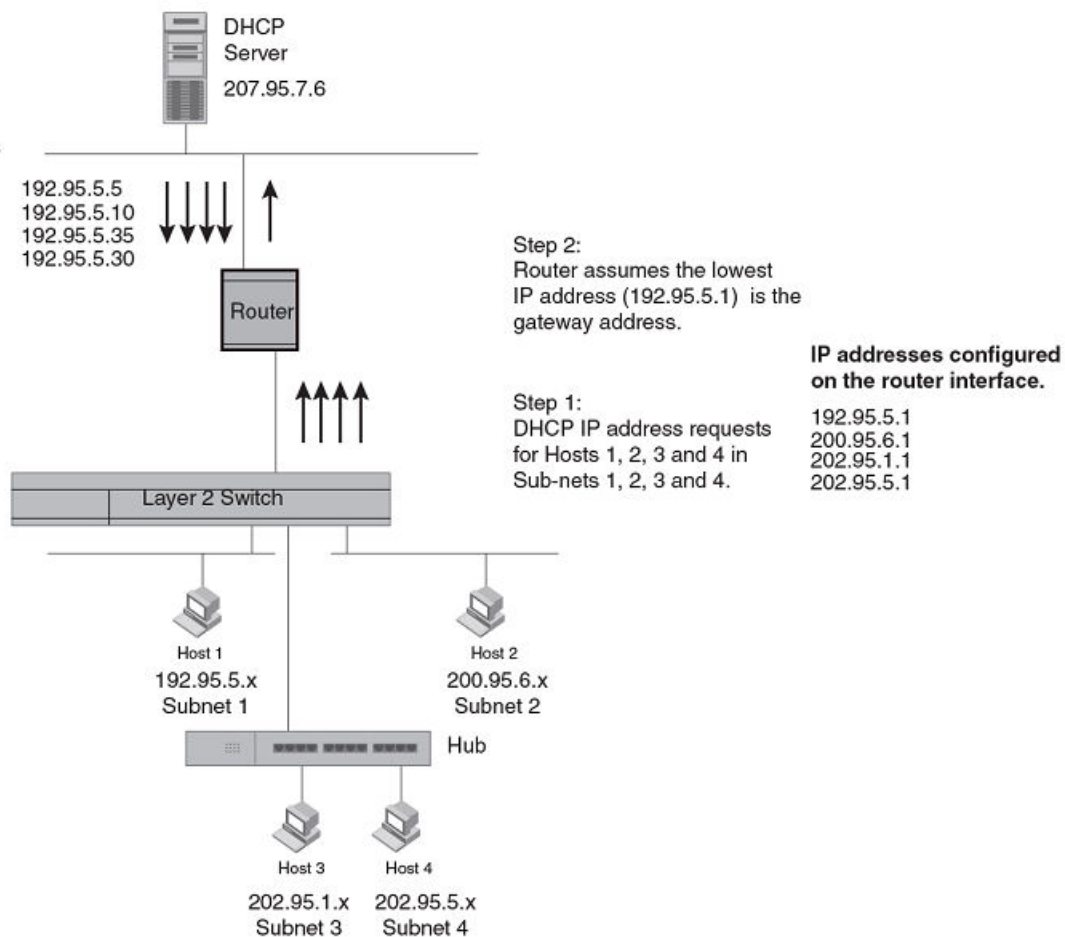 DHCP
Server
207.95.7.6
192.95.5.5
192.95.5.10
192.95.5.35
192.95.5.30
Router
Step 2:
Router assumes the lowest
IP address (192.95.5.1) is the
gateway address.
IP addresses configured
on the router interface.
192.95.5.1
200.95.6.1
202.95.1.1
202.95.5.1
Step 1:
DHCP IP address requests
for Hosts 1, 2, 3 and 4 in
Sub-nets 1, 2, 3 and 4.
Layer 2 Switch
Host 1
192.95.5.x
Subnet 1
Host 2
200.95.6.x
Subnet 2
Hub
Host 3
202.95.1.x
Subnet 3
Host 4
202.95.5.x
Subnet 4